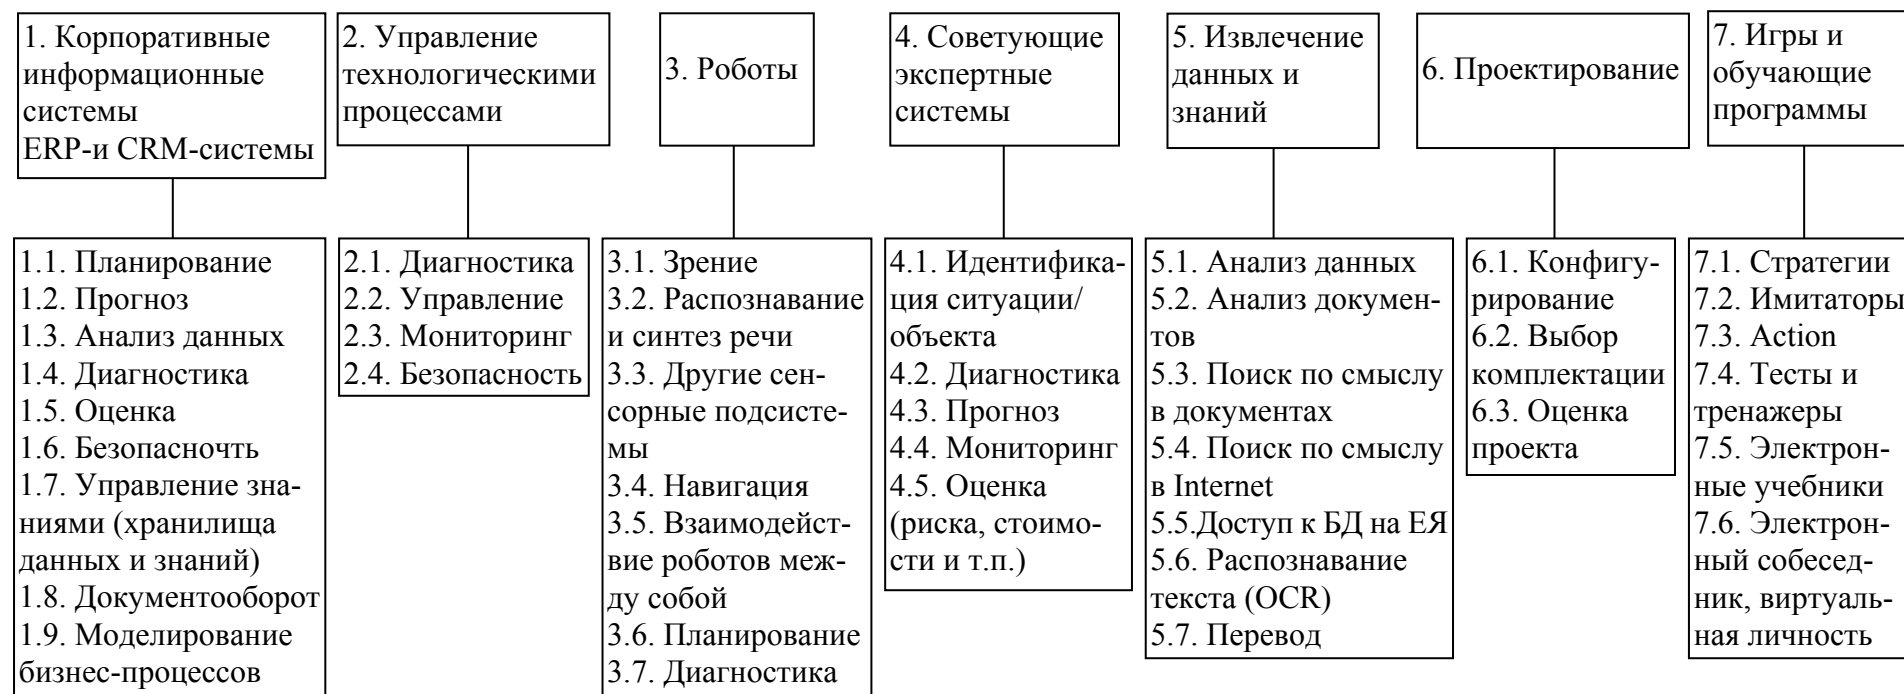 1. Корпоративные
информационные
системы
ERP-и CRM-системы
2. Управление
технологическими
процессами
3. Роботы
4. Советующие
экспертные
системы
5. Извлечение
данных и
знаний
6. Проектирование
7. Игры и
обучающие
программы
1.1. Планирование
1.2. Прогноз
1.3. Анализ данных
1.4. Диагностика
1.5. Оценка
1.6. Безопасночть
1.7. Управление зна-
ниями (хранилища
данных и знаний)
1.8. Документооборот
1.9. Моделирование
бизнес-процессов
2.1. Диагностика
2.2. Управление
2.3. Мониторинг
2.4. Безопасность
3.1. Зрение
3.2. Распознавание
и синтез речи
3.3. Другие сен-
сорные подсисте-
мы
3.4. Навигация
3.5. Взаимодейст-
вие роботов меж-
ду собой
3.6. Планирование
3.7. Диагностика
4.1. Идентифика-
ция ситуации/
объекта
4.2. Диагностика
4.3. Прогноз
4.4. Мониторинг
4.5. Оценка
(риска, стоимо-
сти и т.п.)
5.1. Анализ данных
5.2. Анализ докумен-
тов
5.3. Поиск по смыслу
в документах
5.4. Поиск по смыслу
в Internet
5.5.Доступ к БД на ЕЯ
5.6. Распознавание
текста (OCR)
5.7. Перевод
6.1. Конфигу-
рирование
6.2. Выбор
комплектации
6.3. Оценка
проекта
7.1. Стратегии
7.2. Имитаторы
7.3. Action
7.4. Тесты и
тренажеры
7.5. Электрон-
ные учебники
7.6. Электрон-
ный собесед-
ник, виртуаль-
ная личность